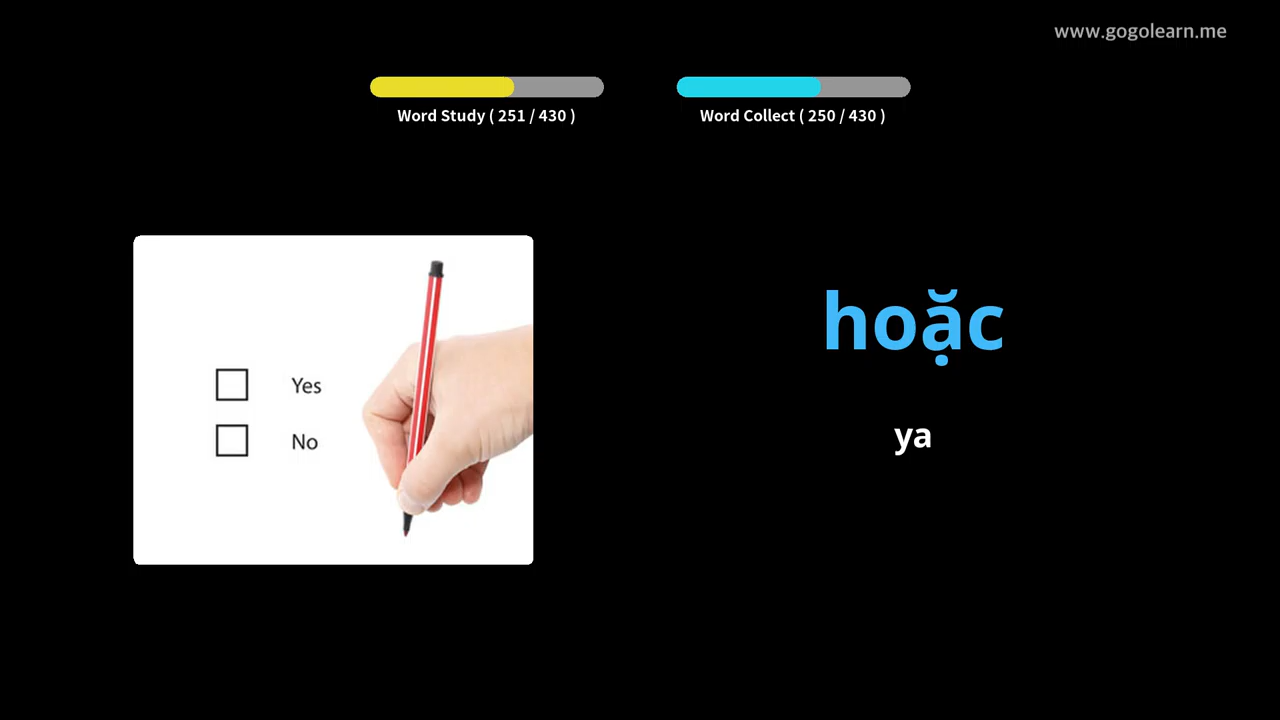 www.gogolearn.me
Word Study ( 251 / 430 )
Word Collect ( 250 / 430 )
Yes
No
hoặc
ya